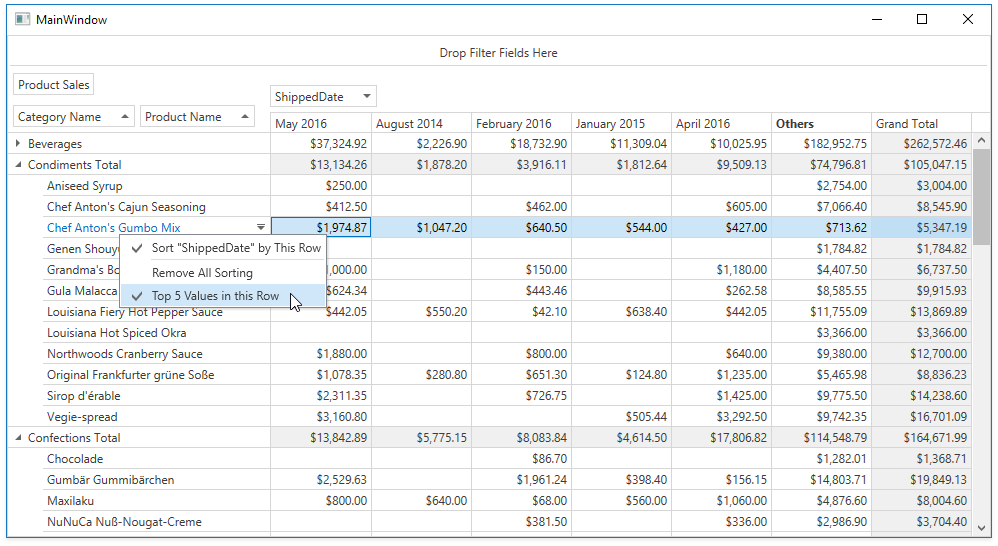 MainWindow
Drop Filter Fields Here
Product Sales
ShippedDate
Category Name Product Name
May 2016 August 2014 February 2016 January 2015 April 2016 Others Grand Total
Beverages $37,324.92 $2,226.90 $18,732.90 $11,309.04 $10,025.95 $182,952.75 $262,572.46
Condiments Total $13,134.26 $1,878.20 $3,916.11 $1,812.64 $9,509.13 $74,796.81 $105,047.15
Aniseed Syrup $250.00 $2,754.00 $3,004.00
Chef Anton's Cajun Seasoning $412.50 $462.00 $605.00 $7,066.40 $8,545.90
Chef Anton's Gumbo Mix $1,974.87 $1,047.20 $640.50 $544.00 $427.00 $713.62 $5,347.19
Genen Shouyu $1,784.82 $1,784.82
Sort "ShippedDate" by This Row
Grandma's Bo ,000.00 $150.00 $1,180.00 $4,407.50 $6,737.50
Remove All Sorting
Gula Malacca $624.34 $443.46 $262.58 $8,585.55 $9,915.93
Top 5 Values in this Row
Louisiana Fiery Hot Pepper Sauce $442.05 $550.20 $42.10 $638.40 $442.05 $11,755.09 $13,869.89
Louisiana Hot Spiced Okra $3,366.00 $3,366.00
Northwoods Cranberry Sauce $1,880.00 $800.00 $640.00 $9,380.00 $12,700.00
Original Frankfurter grüne Soße $1,078.35 $280.80 $651.30 $124.80 $1,235.00 $5,465.98 $8,836.23
Sirop d'érable $2,311.35 $726.75 $1,425.00 $9,775.50 $14,238.60
Vegie-spread $3,160.80 $505.44 $3,292.50 $9,742.35 $16,701.09
Confections Total $13,842.89 $5,775.15 $8,083.84 $4,614.50 $17,806.82 $114,548.79 $164,671.99
Chocolade $86.70 $1,282.01 $1,368.71
Gumbär Gummibärchen $2,529.63 $1,961.24 $398.40 $156.15 $14,803.71 $19,849.13
Maxilaku $800.00 $640.00 $68.00 $560.00 $1,060.00 $4,876.60 $8,004.60
NuNuCa Nuß-Nougat-Creme $381.50 $336.00 $2,986.90 $3,704.40